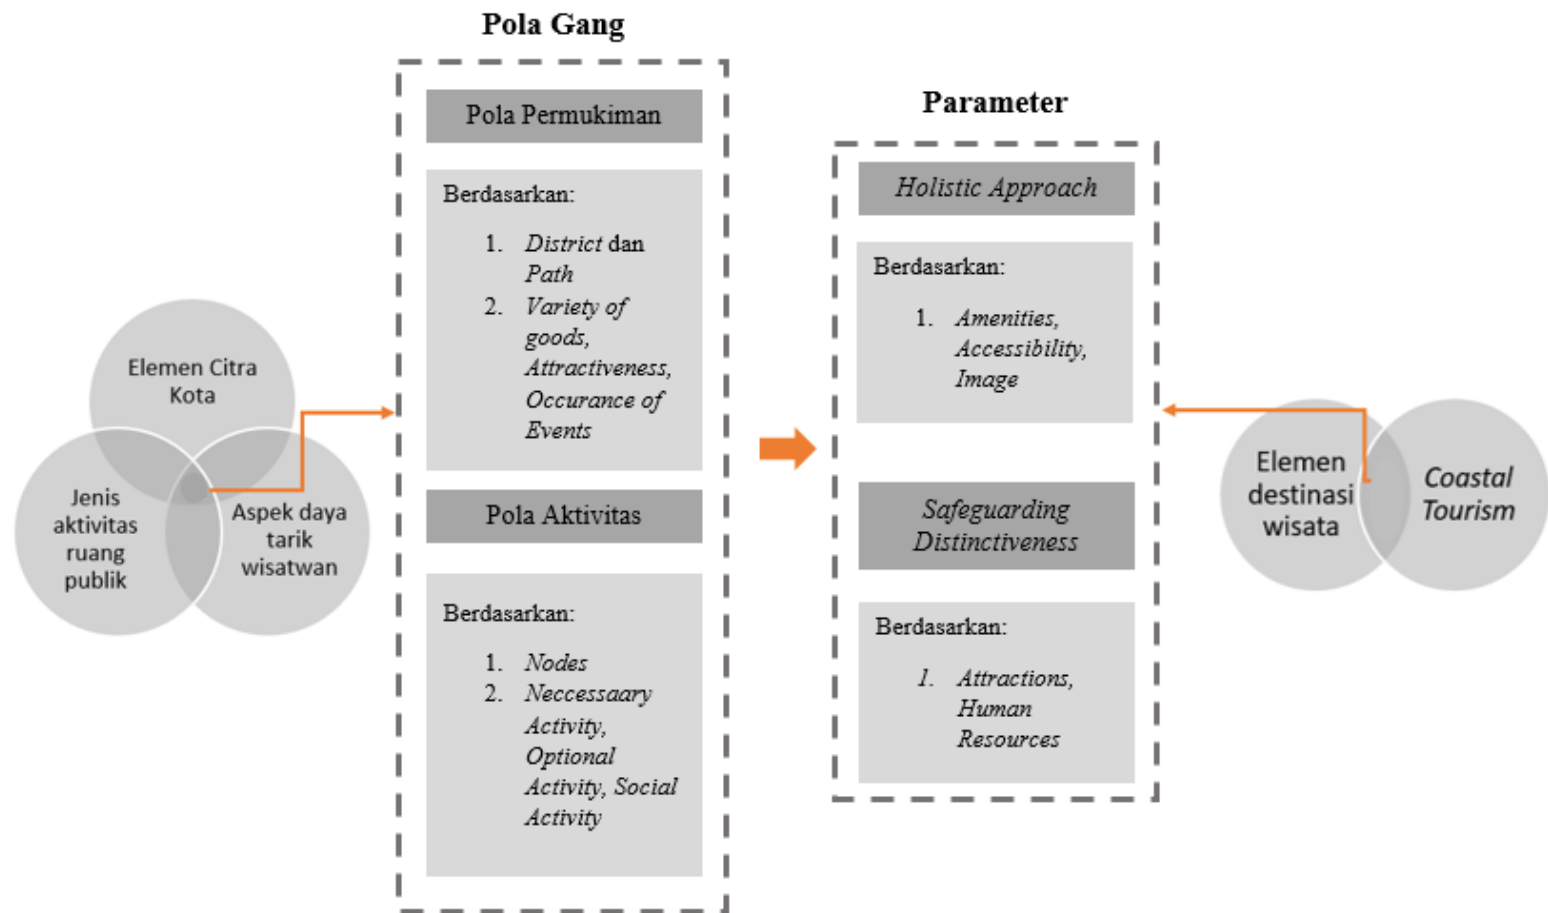 Pola Gang
Pola Permukiman
Berdasarkan:
1. District dan
Path
2. Variety of
goods,
Attractiveness,
Occurance of
Events
Pola Aktivitas
Berdasarkan:
1. Nodes
2. Neccessaary
Activity,
Optional
Activity, Social
Activity
Elemen Citra
Kota
Jenis
aktivitas
ruang
publik
Aspek daya
tarik
wisatwan
Parameter
Holistic Approach
Berdasarkan:
1. Amenities,
Accessibility,
Image
Safeguarding
Distinctiveness
Berdasarkan:
1. Attractions,
Human
Resources
Elemen
destinasi
wisata
Coastal
Tourism